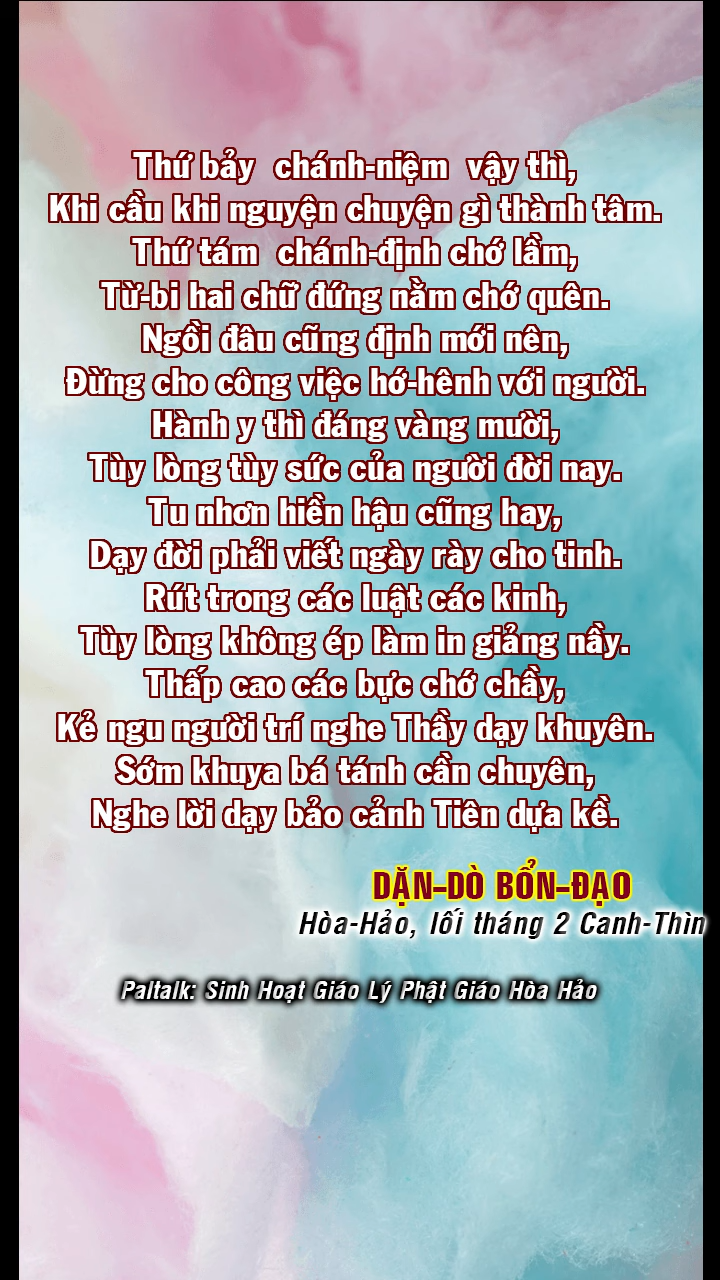 Thứ bảy chánh-niệm vậy thì,
Khi cầu khi nguyện chuyện gì thành tâm.
Thứ tám chánh-định chớ lầm,
Từ-bi hai chữ đứng nằm chớ quên.
Ngồi đâu cũng định mới nên,
Đừng cho công việc hớ-hênh với người.
Hành y thì đáng vàng mười,
Tùy lòng tùy sức của người đời nay.
Tu nhơn hiền hậu cũng hay,
Dạy đời phải viết ngày rày cho tinh.
Rút trong các luật các kinh,
Tùy lòng không ép làm in giảng nầy.
Thấp cao các bực chớ chầy,
Kẻ ngu người trí nghe Thầy dạy khuyên.
Sớm khuya bá tánh cần chuyên,
Nghe lời dạy bảo cảnh Tiên dựa kề.
DẶN-DÒ BỔN-ĐẠO
Hòa-Hảo, lối tháng 2 Canh-Thìn
Paltalk: Sinh Hoạt Giáo Lý Phật Giáo Hòa Hảo